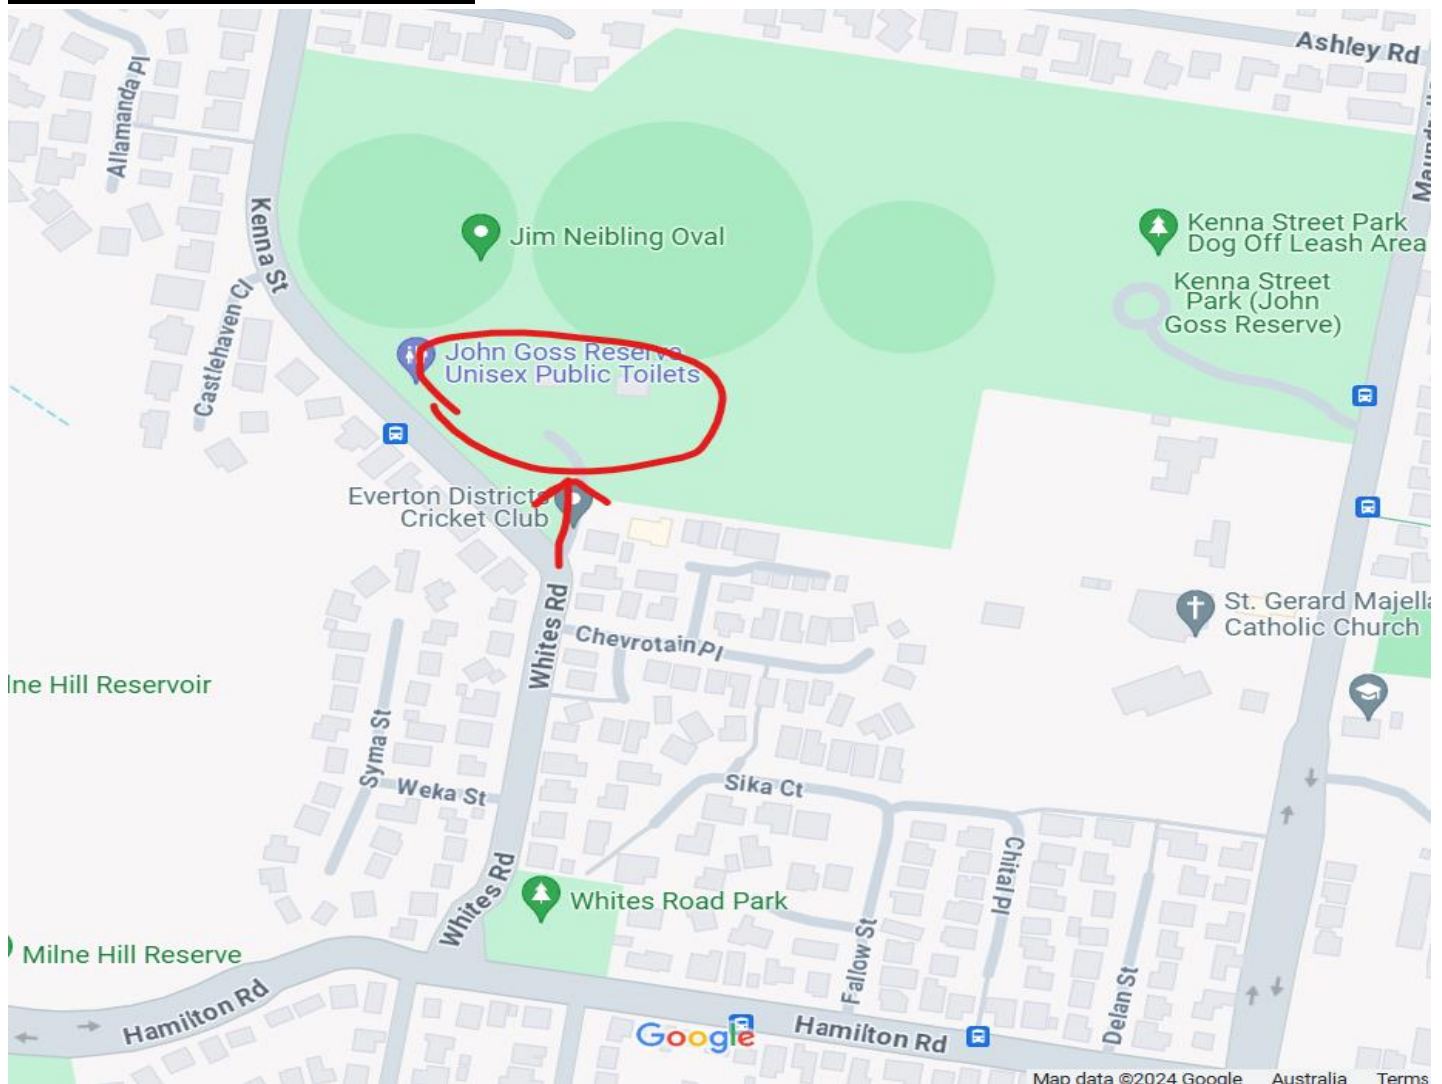 Ashley Rd
Allamanda Pl
Kenna St
Jim Neibling Oval
Kenna Street Park
Dog Off Leash Area
Kenna Street
Park (John
Goss Reserve)
Castlehaven Cl
John Goss Reserve
Unisex Public Toilets
Everton Districts
Cricket Club
Whites Rd
Chevrotain Pl
St. Gerard Majella
Catholic Church
lne Hill Reservoir
Syma St
Weka St
Sika Ct
Chital Pl
Whites Rd
Whites Road Park
Milne Hill Reserve
Fallow St
Delan St
Hamilton Rd
Google
Hamilton Rd
Map data ©2024 Google Australia Terms